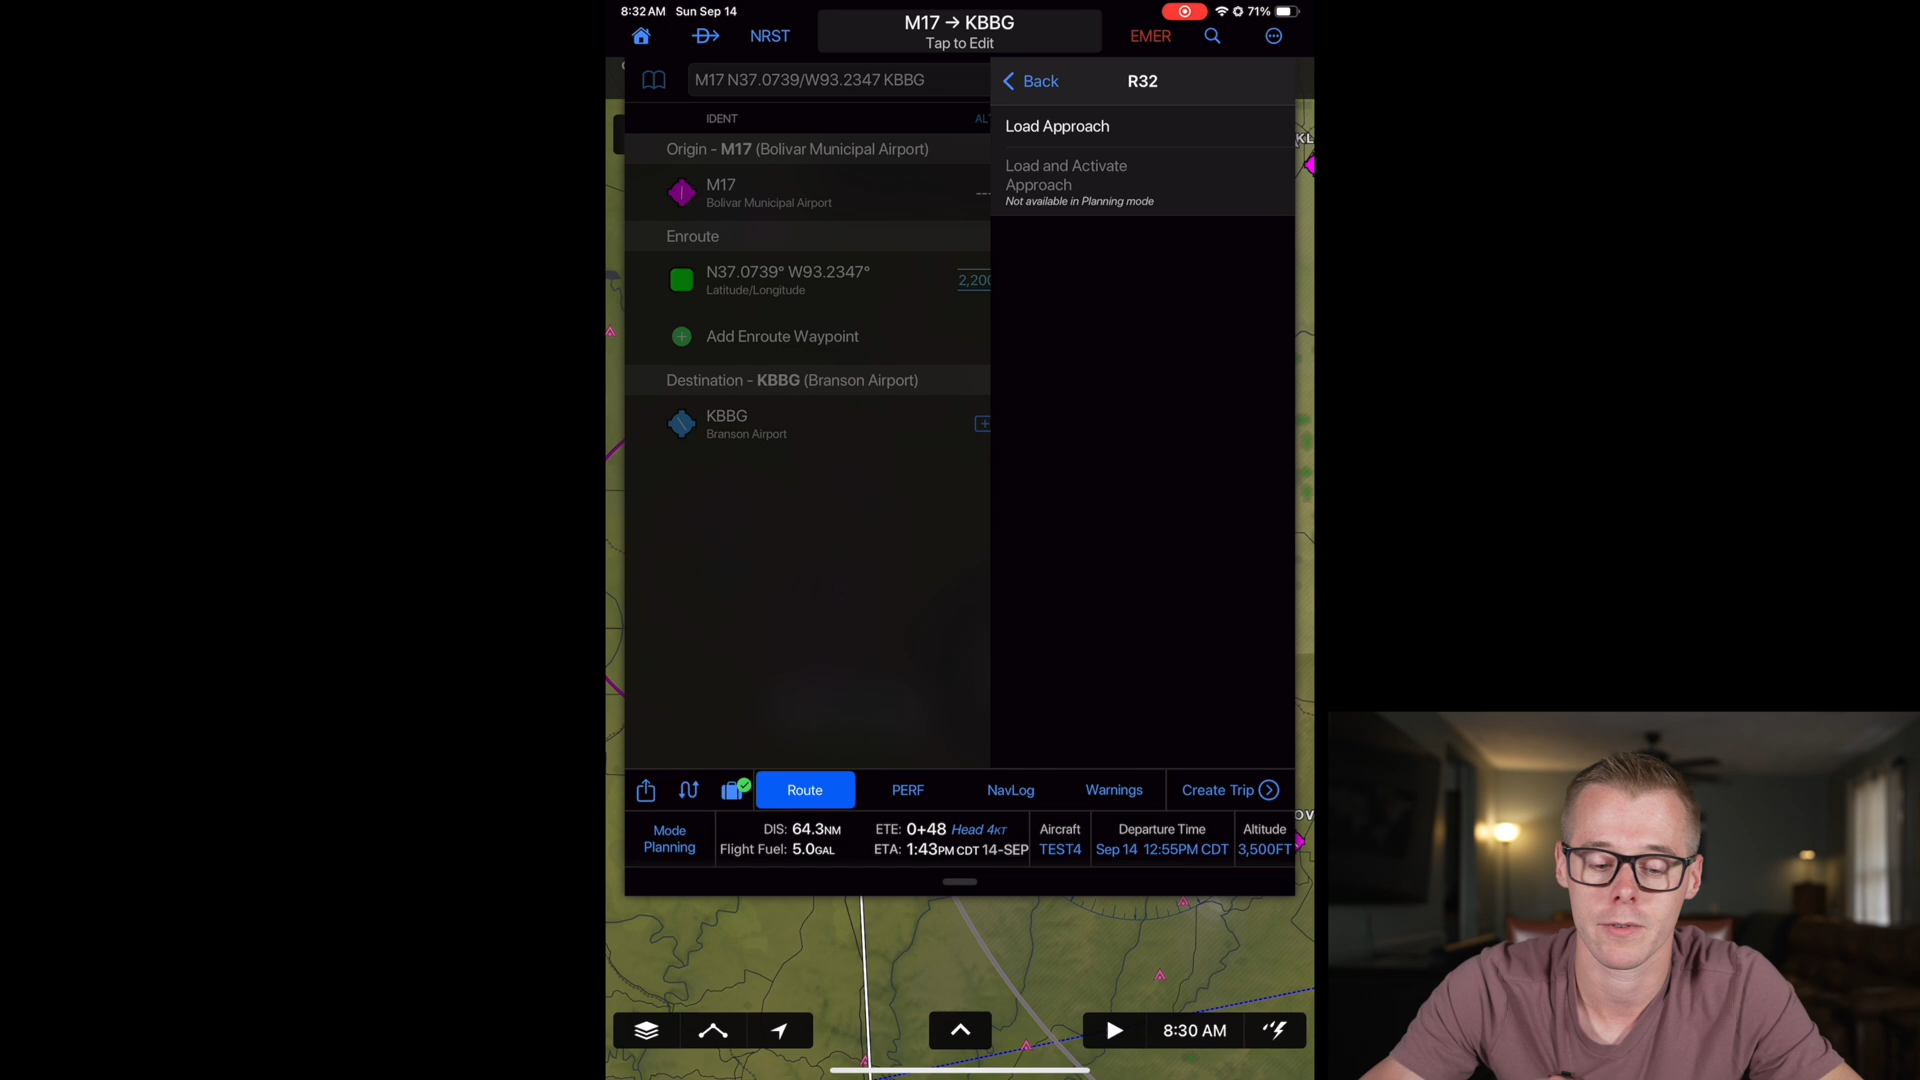 8:32 AM Sun Sep 14
71%
NRST
M17 → KBBG
Tap to Edit
EMER
M17 N37.0739/W93.2347 KBBG
Back
R32
IDENT
Load Approach
Origin - M17 (Bolivar Municipal Airport)
Load and Activate
Approach
Not available in Planning mode
M17
Bolivar Municipal Airport
---
Enroute
N37.0739° W93.2347°
Latitude/Longitude
Add Enroute Waypoint
Destination - KBBG (Branson Airport)
KBBG
Branson Airport
Route
PERF
NavLog
Warnings
Create Trip
Mode
Planning
DIS: 64.3NM
Flight Fuel: 5.0GAL
ETE: 0+48 Head 4KT
ETA: 1:43PM CDT 14-SEP
Aircraft
TEST4
Departure Time
Sep 14 12:55PM CDT
Altitude
3,500FT
8:30 AM